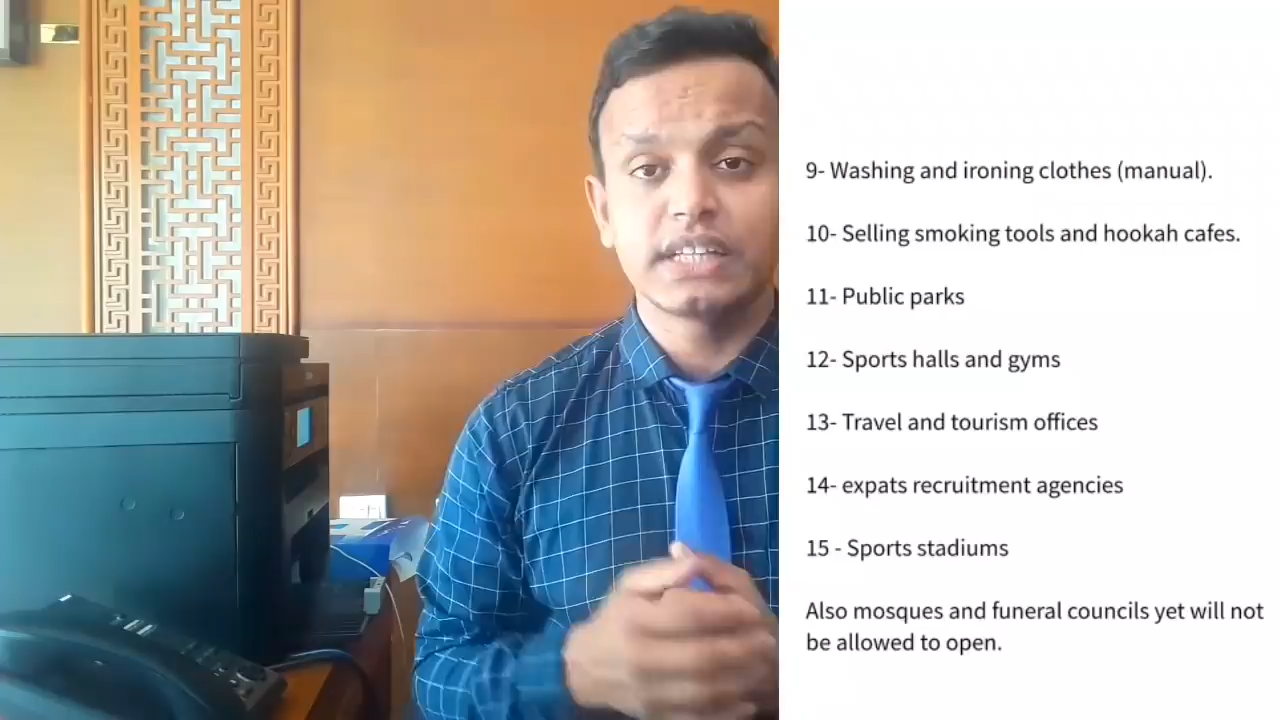 9- Washing and ironing clothes (manual).
10- Selling smoking tools and hookah cafes.
11- Public parks
12- Sports halls and gyms
13- Travel and tourism offices
14- expats recruitment agencies
15 - Sports stadiums
Also mosques and funeral councils yet will not
be allowed to open.